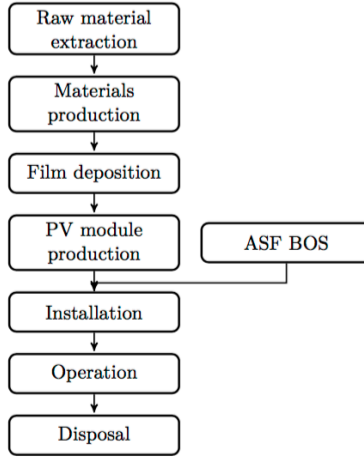 Raw material
extraction
Materials
production
Film deposition
PV module
production
ASF BOS
Installation
Operation
Disposal